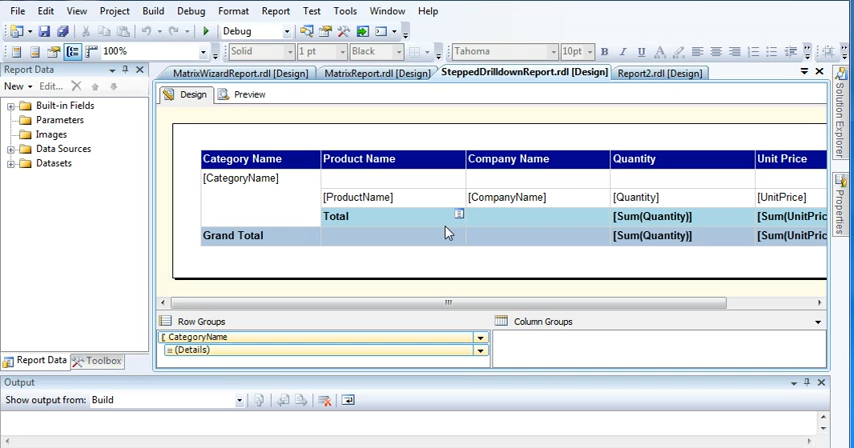 File Edit View Project Build Debug Format Report Test Tools Window Help
Debug
100% Solid 1 pt Black Tahoma 10pt B I U A
Report Data
MatrixWizardReport.rdl [Design] MatrixReport.rdl [Design] SteppedDrilldownReport.rdl [Design] Report2.rdl [Design]
New Edit...
Design Preview
Built-in Fields
Parameters
Images
Data Sources
Datasets
Category Name Product Name Company Name Quantity Unit Price
[CategoryName]
[ProductName] [CompanyName] [Quantity] [UnitPrice]
Total [Sum(Quantity)] [Sum(UnitPric
Grand Total [Sum(Quantity)] [Sum(UnitPric
Solution Explorer
Properties
Row Groups Column Groups
CategoryName
(Details)
Report Data Toolbox
Output
Show output from: Build